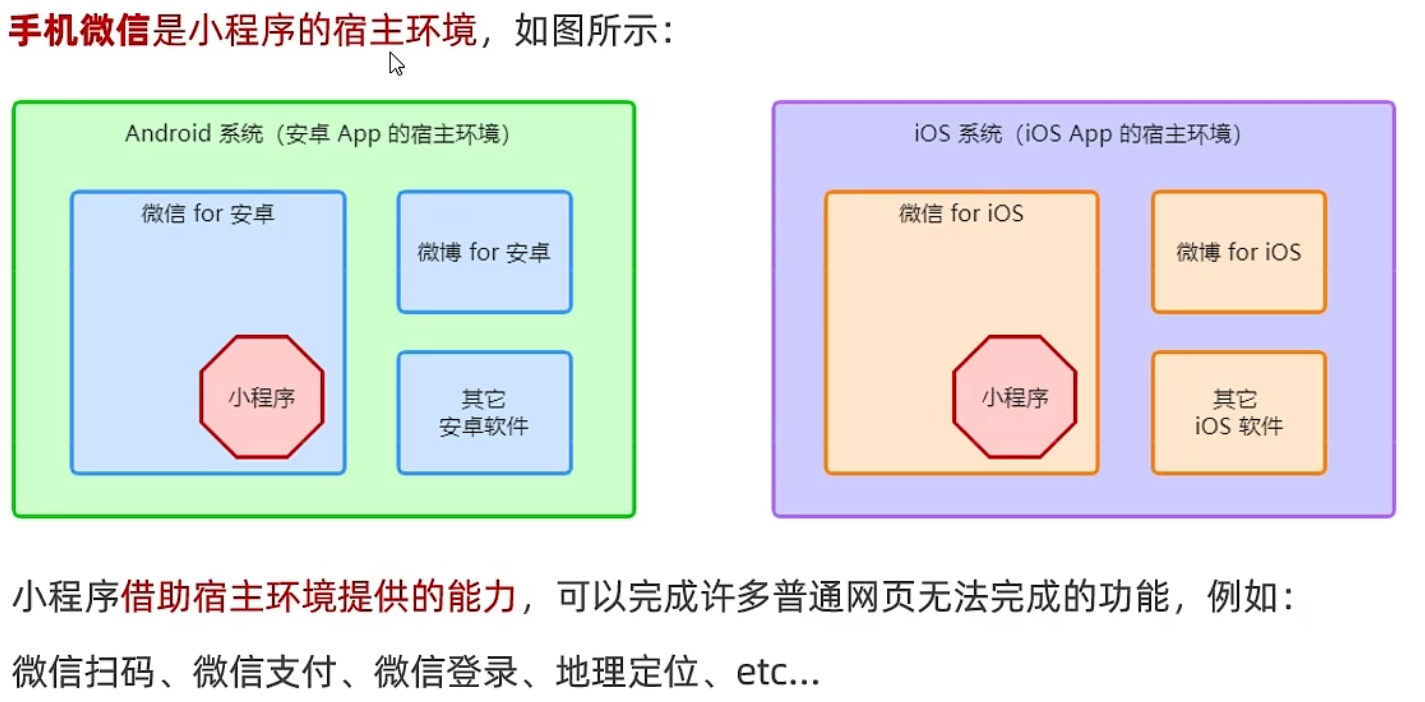 手机微信是小程序的宿主环境，如图所示：
Android 系统（安卓 App 的宿主环境）
微信 for 安卓
小程序
微博 for 安卓
其它
安卓软件
iOS 系统（iOS App 的宿主环境）
微信 for iOS
小程序
微博 for iOS
其它
iOS 软件
小程序借助宿主环境提供的能力，可以完成许多普通网页无法完成的功能，例如：
微信扫码、微信支付、微信登录、地理定位、etc...